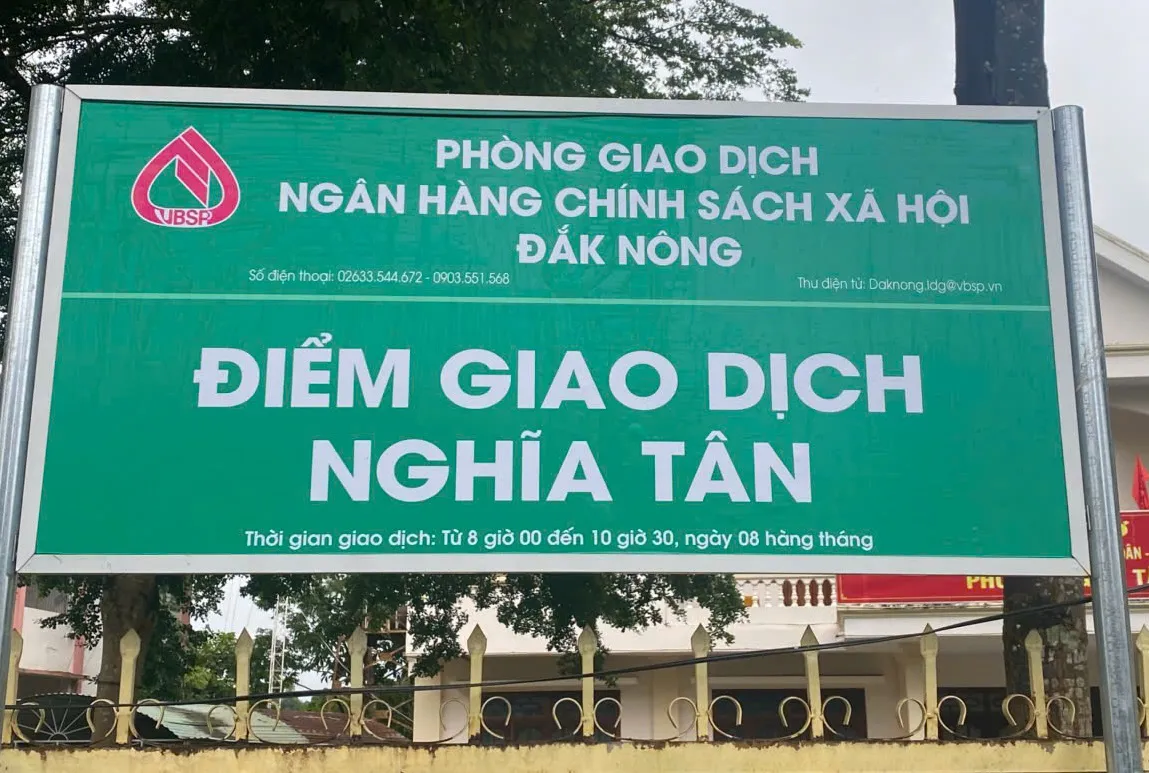 VBSP
PHÒNG GIAO DỊCH
NGÂN HÀNG CHÍNH SÁCH XÃ HỘI
ĐẮK NÔNG
Số điện thoại: 02633.544.672 - 0903.551.568
Thư điện tử: Daknong.ldg@vbsp.vn
ĐIỂM GIAO DỊCH
NGHĨA TÂN
Thời gian giao dịch: Từ 8 giờ 00 đến 10 giờ 30, ngày 08 hàng tháng